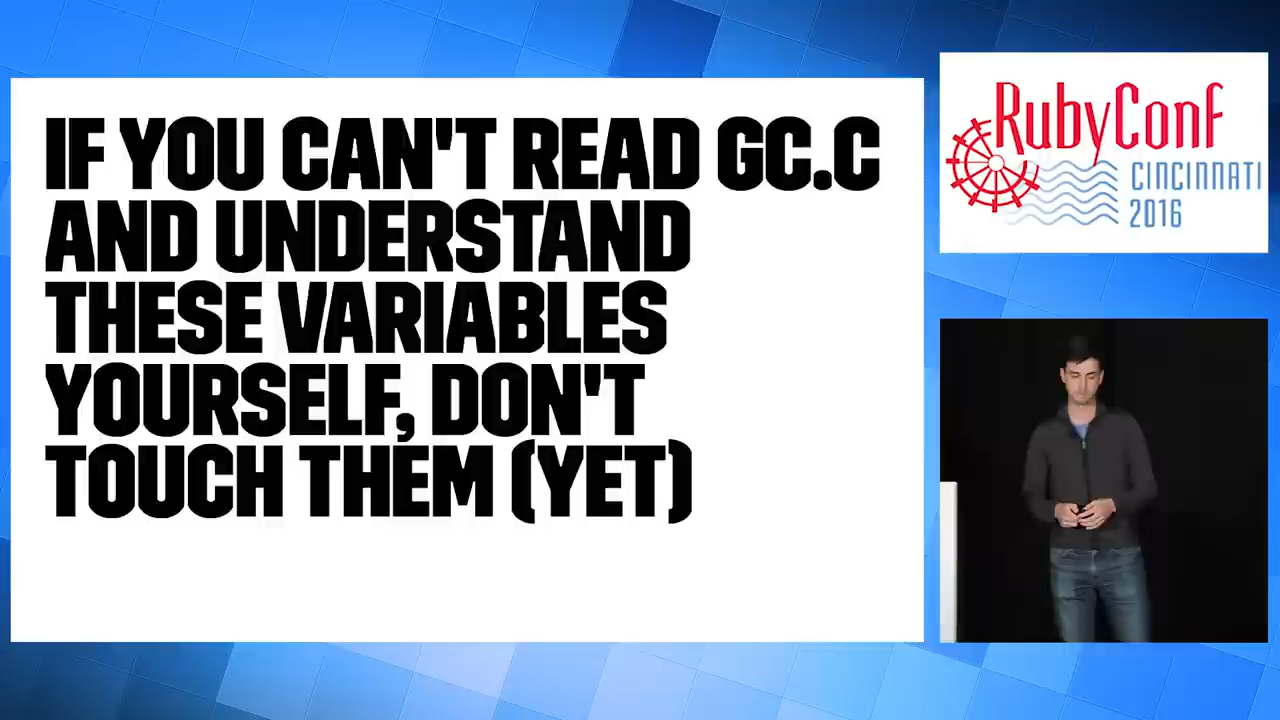 IF YOU CAN'T READ GC.C
AND UNDERSTAND
THESE VARIABLES
YOURSELF, DON'T
TOUCH THEM (YET)
RubyConf
CINCINNATI
2016